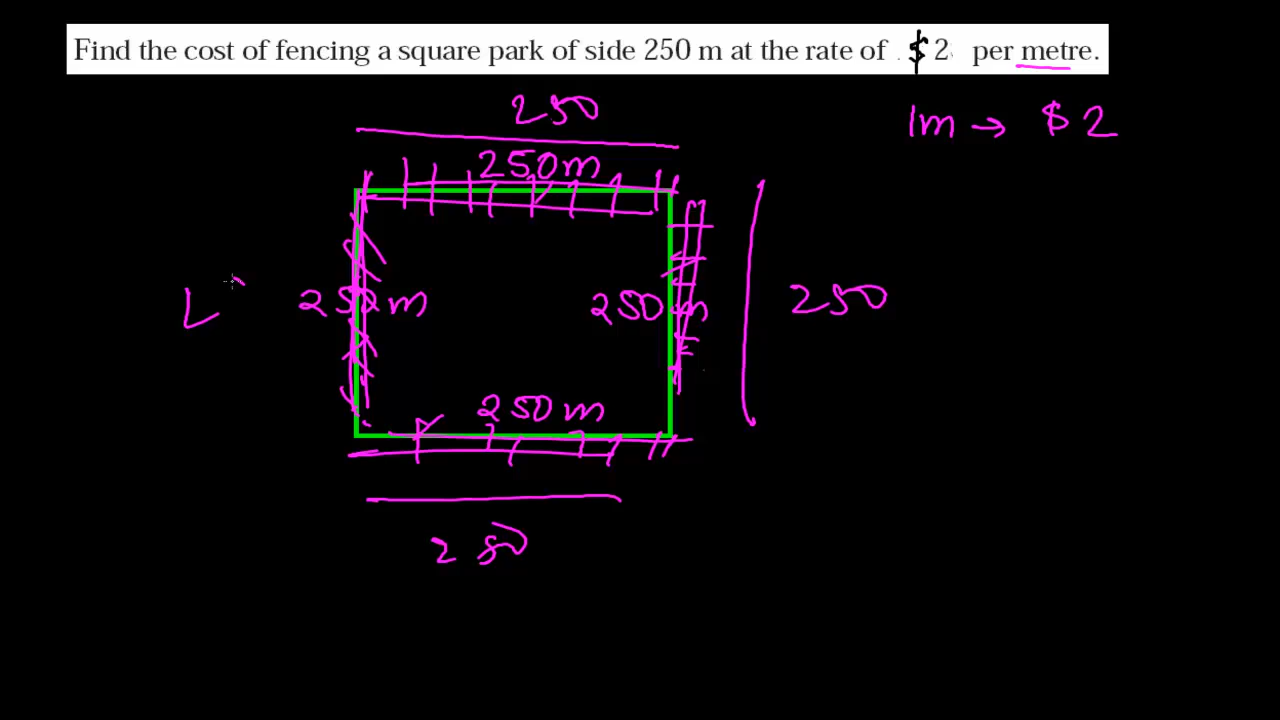 Find the cost of fencing a square park of side 250 m at the rate of $ 2 per metre.
250
1m → $ 2
250m
250m
250m
250
250m
250